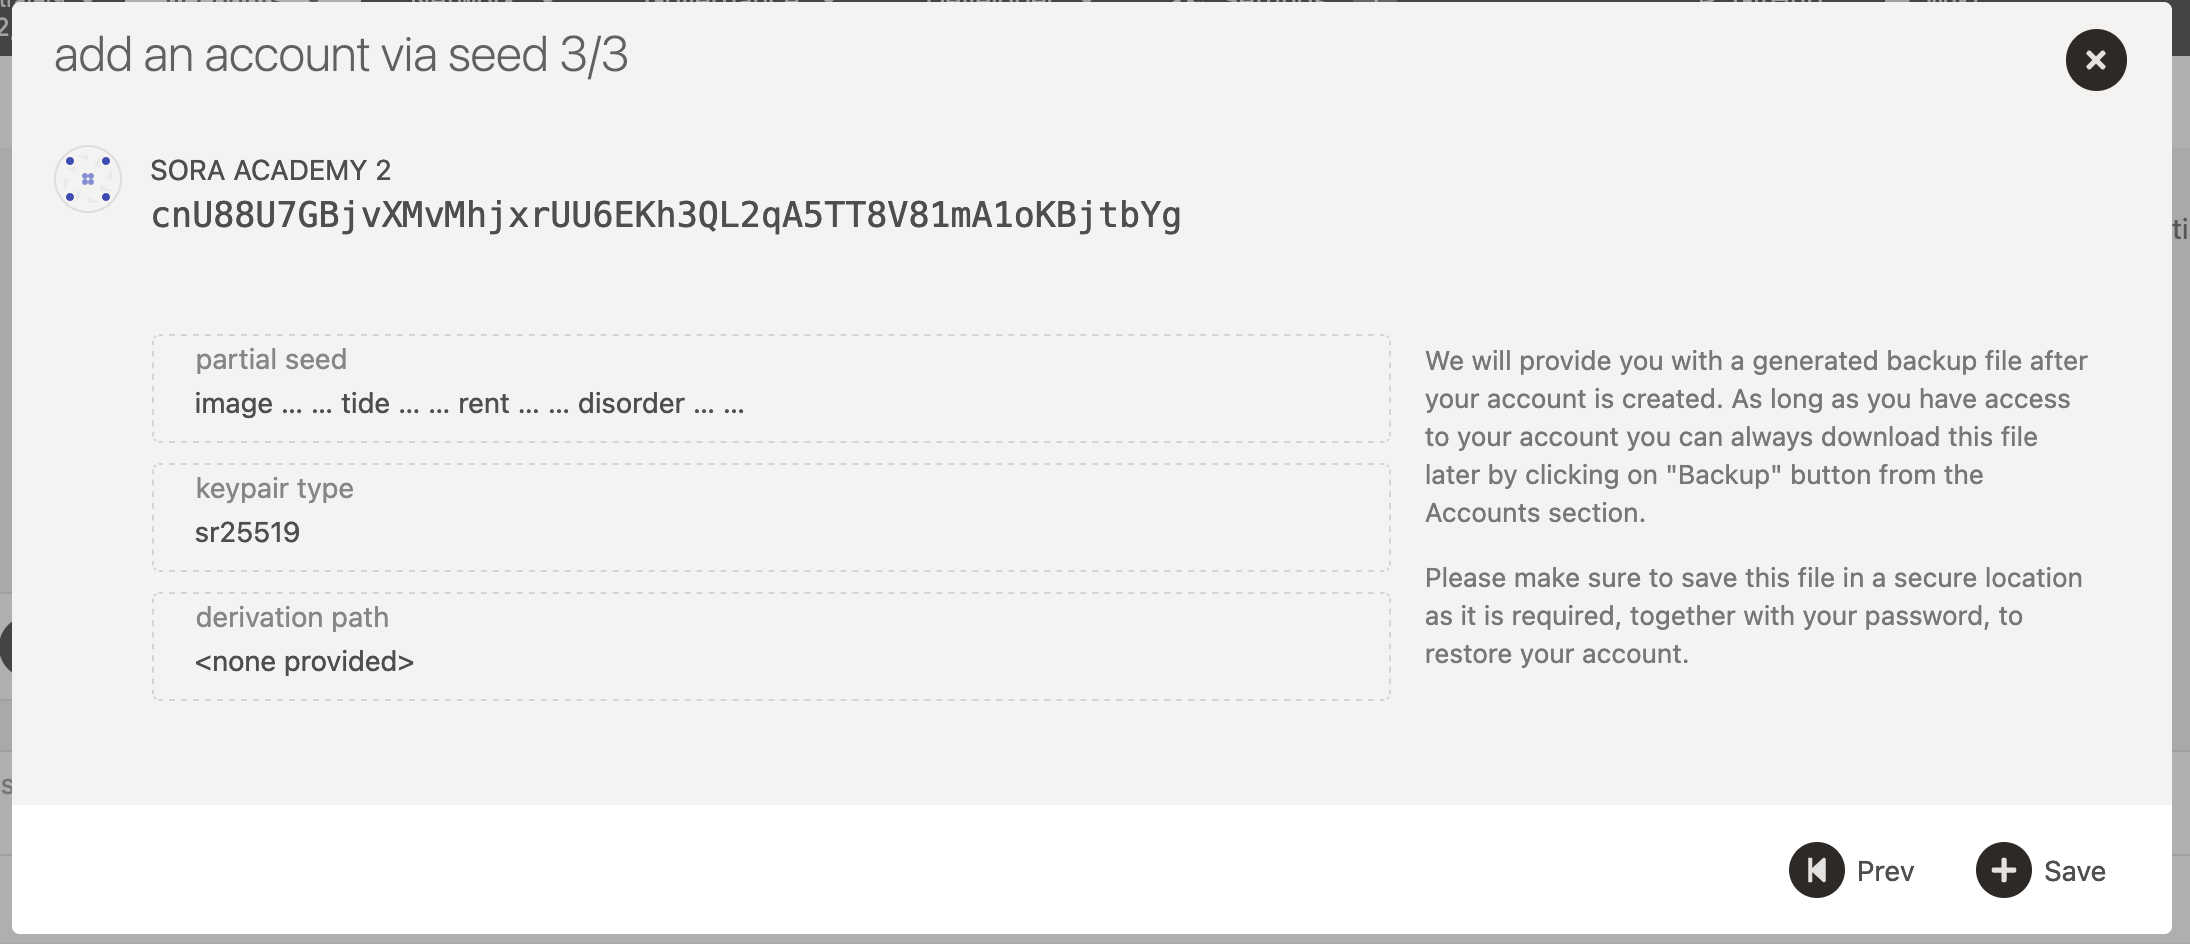 add an account via seed 3/3
SORA ACADEMY 2
cnU88U7GBjvXMvMhjxrUU6EKh3QL2qA5TT8V81mA1oKBjtbYg
partial seed
image ... ... tide ... ... rent ... ... disorder ... ...
keypair type
sr25519
derivation path
<none provided>
We will provide you with a generated backup file after
your account is created. As long as you have access
to your account you can always download this file
later by clicking on "Backup" button from the
Accounts section.
Please make sure to save this file in a secure location
as it is required, together with your password, to
restore your account.
Prev
Save